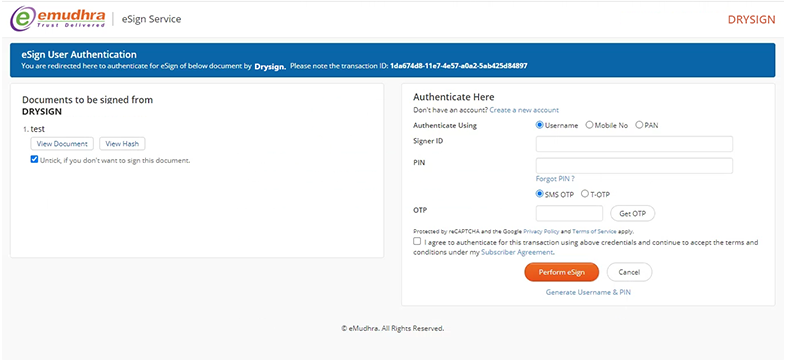 emudhra
Trust Delivered
eSign Service
DRYSIGN
eSign User Authentication
You are redirected here to authenticate for eSign of below document by Drysign. Please note the transaction ID: 1da674d8-11e7-4e57-a0a2-5ab425d84897
Documents to be signed from
DRYSIGN
1. test
View Document View Hash
Untick, if you don't want to sign this document.
Authenticate Here
Don't have an account? Create a new account
Authenticate Using Username Mobile No PAN
Signer ID
PIN
Forgot PIN ?
SMS OTP T-OTP
OTP Get OTP
Protected by reCAPTCHA and the Google Privacy Policy and Terms of Service apply.
I agree to authenticate for this transaction using above credentials and continue to accept the terms and
conditions under my Subscriber Agreement.
Perform eSign Cancel
Generate Username & PIN
© eMudhra. All Rights Reserved.